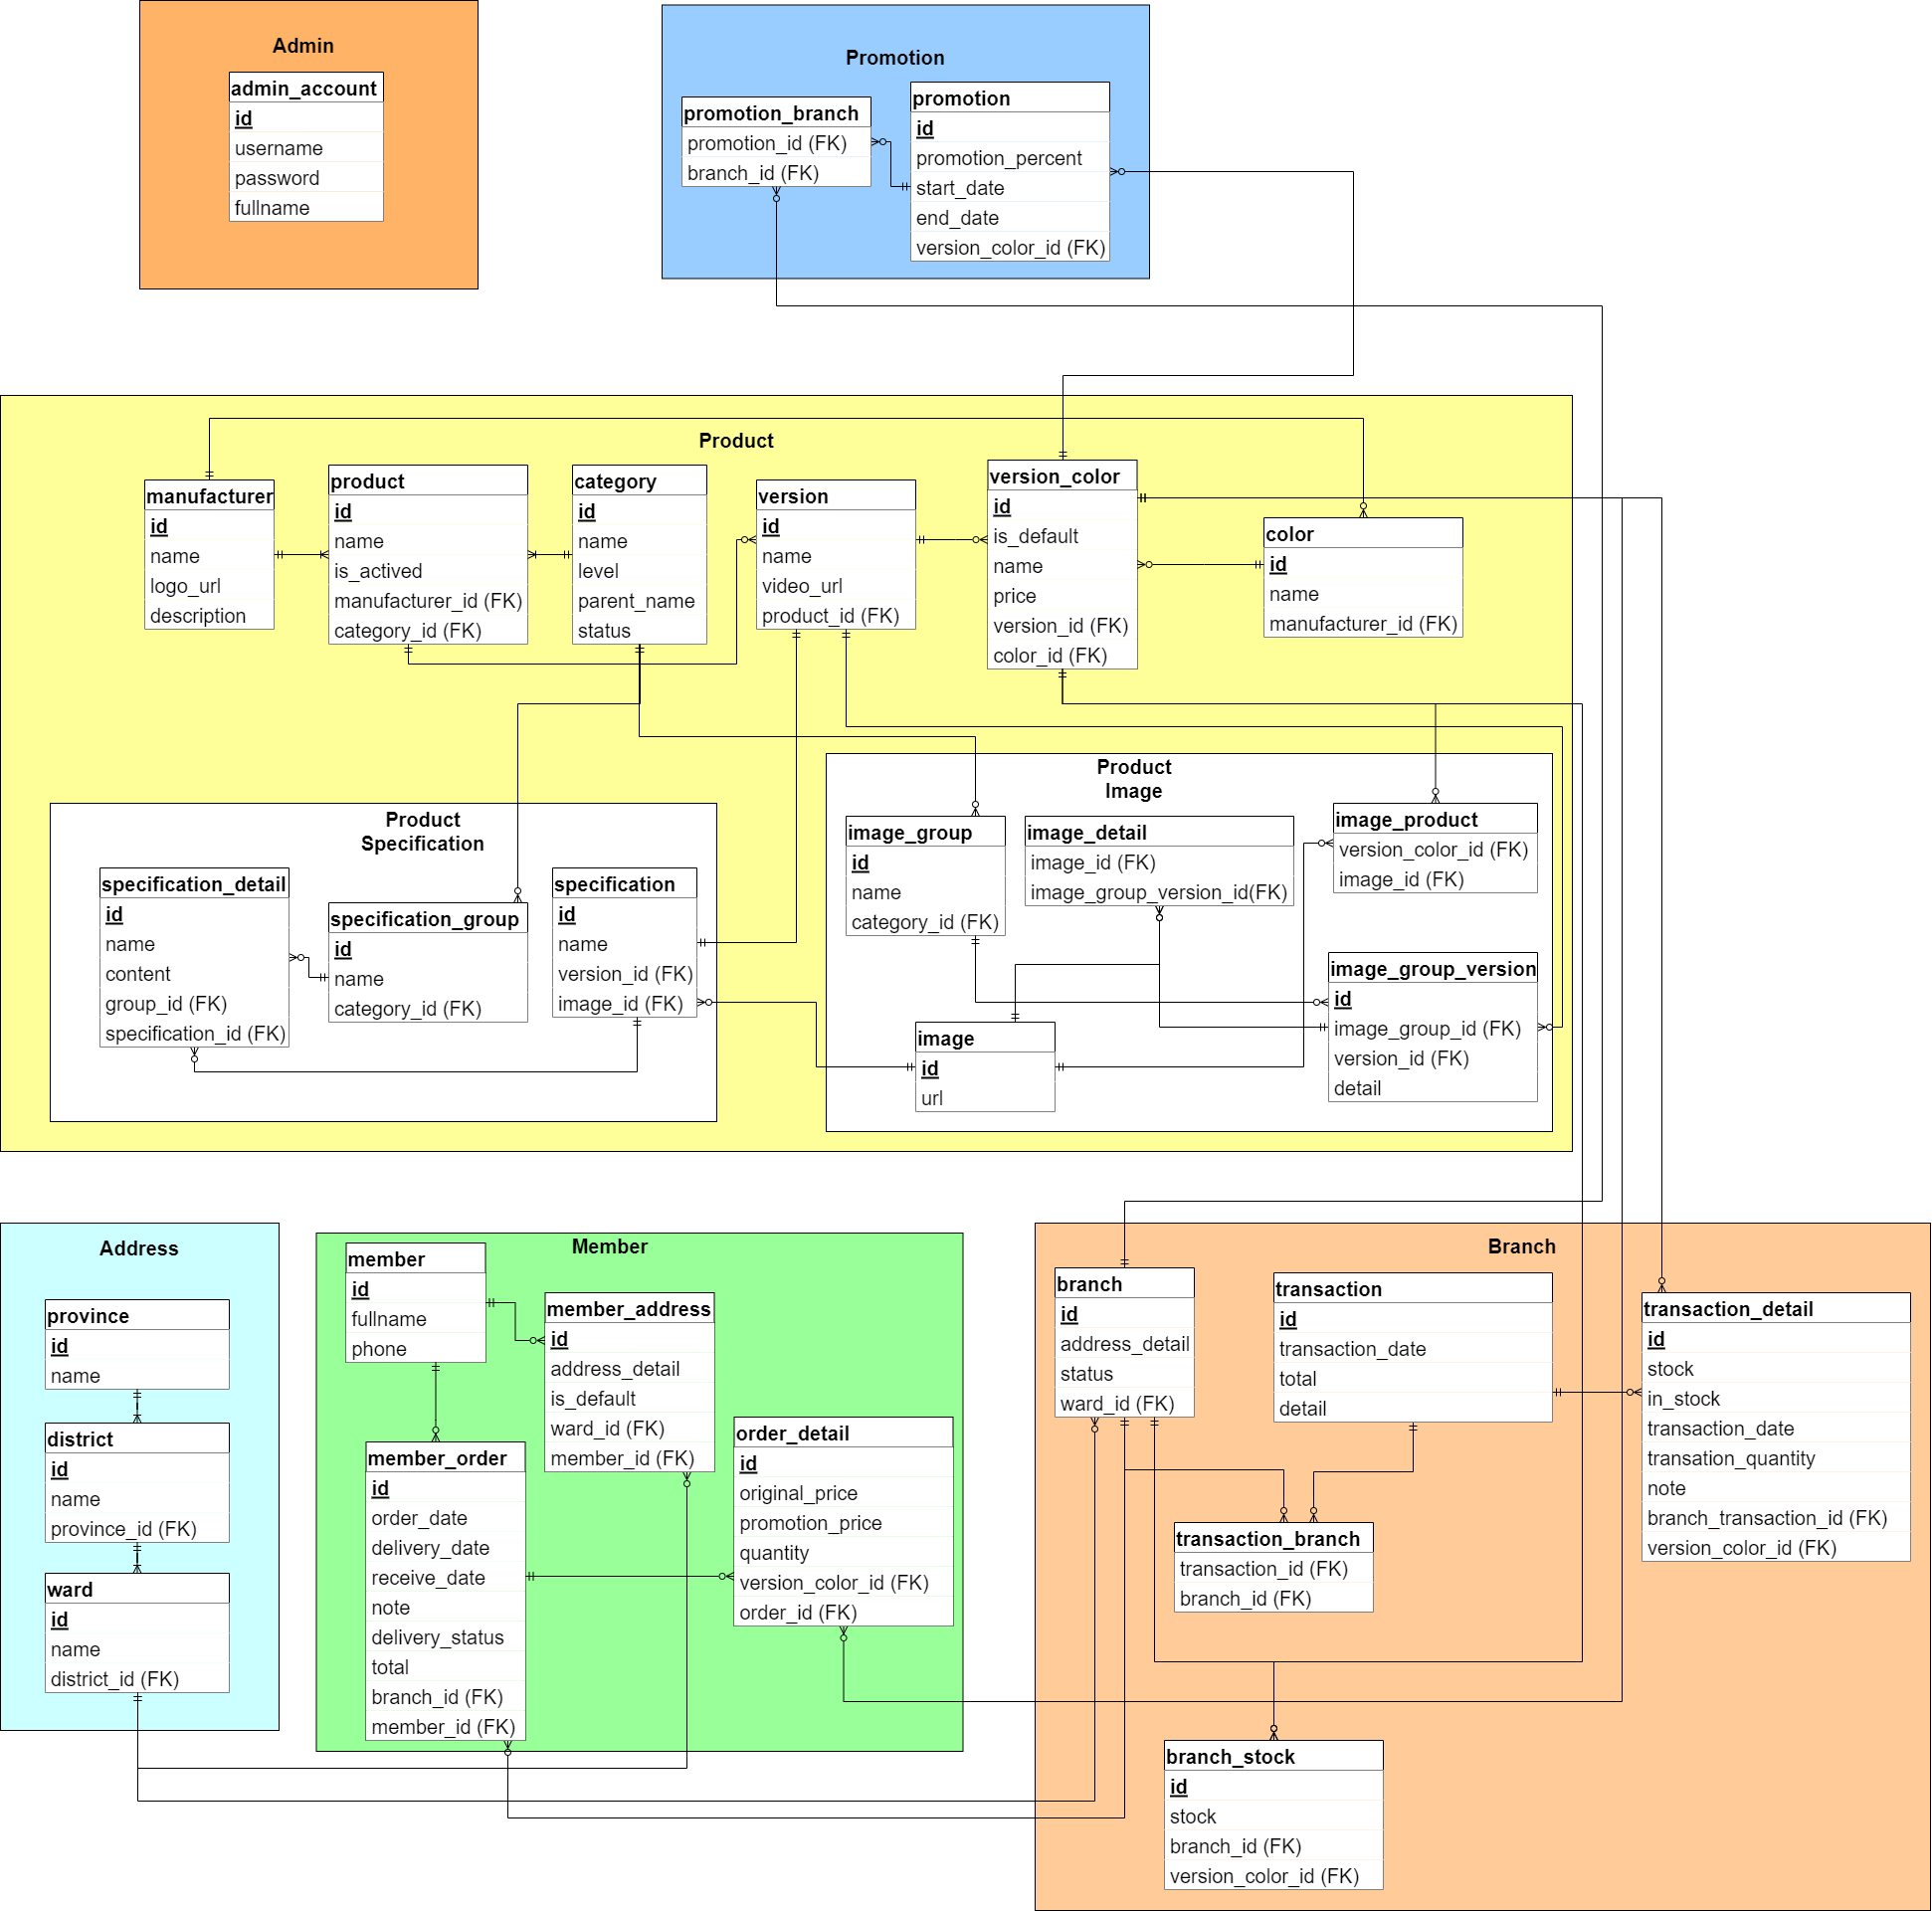 Admin
admin_account
id
username
password
fullname
Promotion
promotion_branch
promotion_id (FK)
branch_id (FK)
promotion
id
promotion_percent
start_date
end_date
version_color_id (FK)
Product
manufacturer
id
name
logo_url
description
product
id
name
is_actived
manufacturer_id (FK)
category_id (FK)
category
id
name
level
parent_name
status
version
id
name
video_url
product_id (FK)
version_color
id
is_default
name
price
version_id (FK)
color_id (FK)
color
id
name
manufacturer_id (FK)
Product
Specification
specification_detail
id
name
content
group_id (FK)
specification_id (FK)
specification_group
id
name
category_id (FK)
specification
id
name
version_id (FK)
image_id (FK)
Product
Image
image_group
id
name
category_id (FK)
image_detail
image_id (FK)
image_group_version_id(FK)
image_product
version_color_id (FK)
image_id (FK)
image_group_version
id
image_group_id (FK)
version_id (FK)
detail
image
id
url
Address
province
id
name
district
id
name
province_id (FK)
ward
id
name
district_id (FK)
Member
member
id
fullname
phone
member_address
id
address_detail
is_default
ward_id (FK)
member_id (FK)
member_order
id
order_date
delivery_date
receive_date
note
delivery_status
total
branch_id (FK)
member_id (FK)
order_detail
id
original_price
promotion_price
quantity
version_color_id (FK)
order_id (FK)
Branch
branch
id
address_detail
status
ward_id (FK)
transaction
id
transaction_date
total
detail
transaction_detail
id
stock
in_stock
transaction_date
transation_quantity
note
branch_transaction_id (FK)
version_color_id (FK)
transaction_branch
transaction_id (FK)
branch_id (FK)
branch_stock
id
stock
branch_id (FK)
version_color_id (FK)